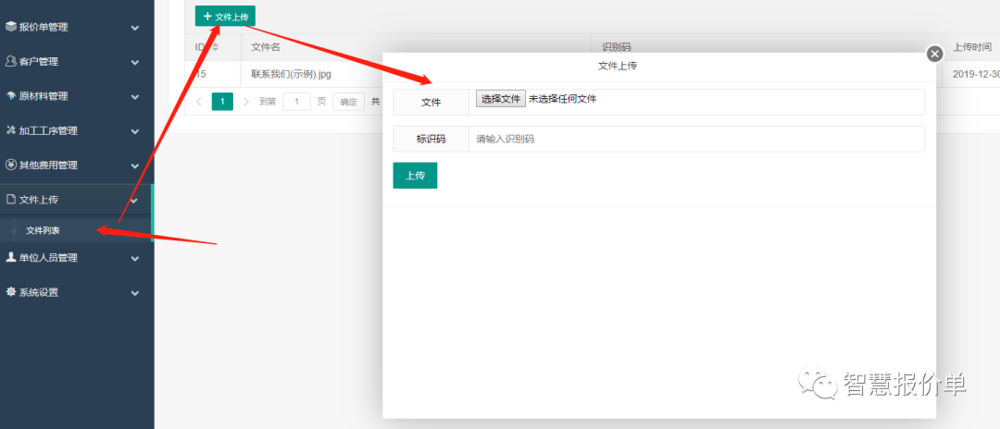 报价单管理
客户管理
原材料管理
加工工序管理
其他费用管理
文件上传
文件列表
单位人员管理
系统设置
文件上传
ID 文件名 识别码 上传时间
15 联系我们(示例).jpg 2019-12-30
1 到第 1 页 确定 共
文件上传
文件 选择文件 未选择任何文件
标识码 请输入识别码
上传
智慧报价单